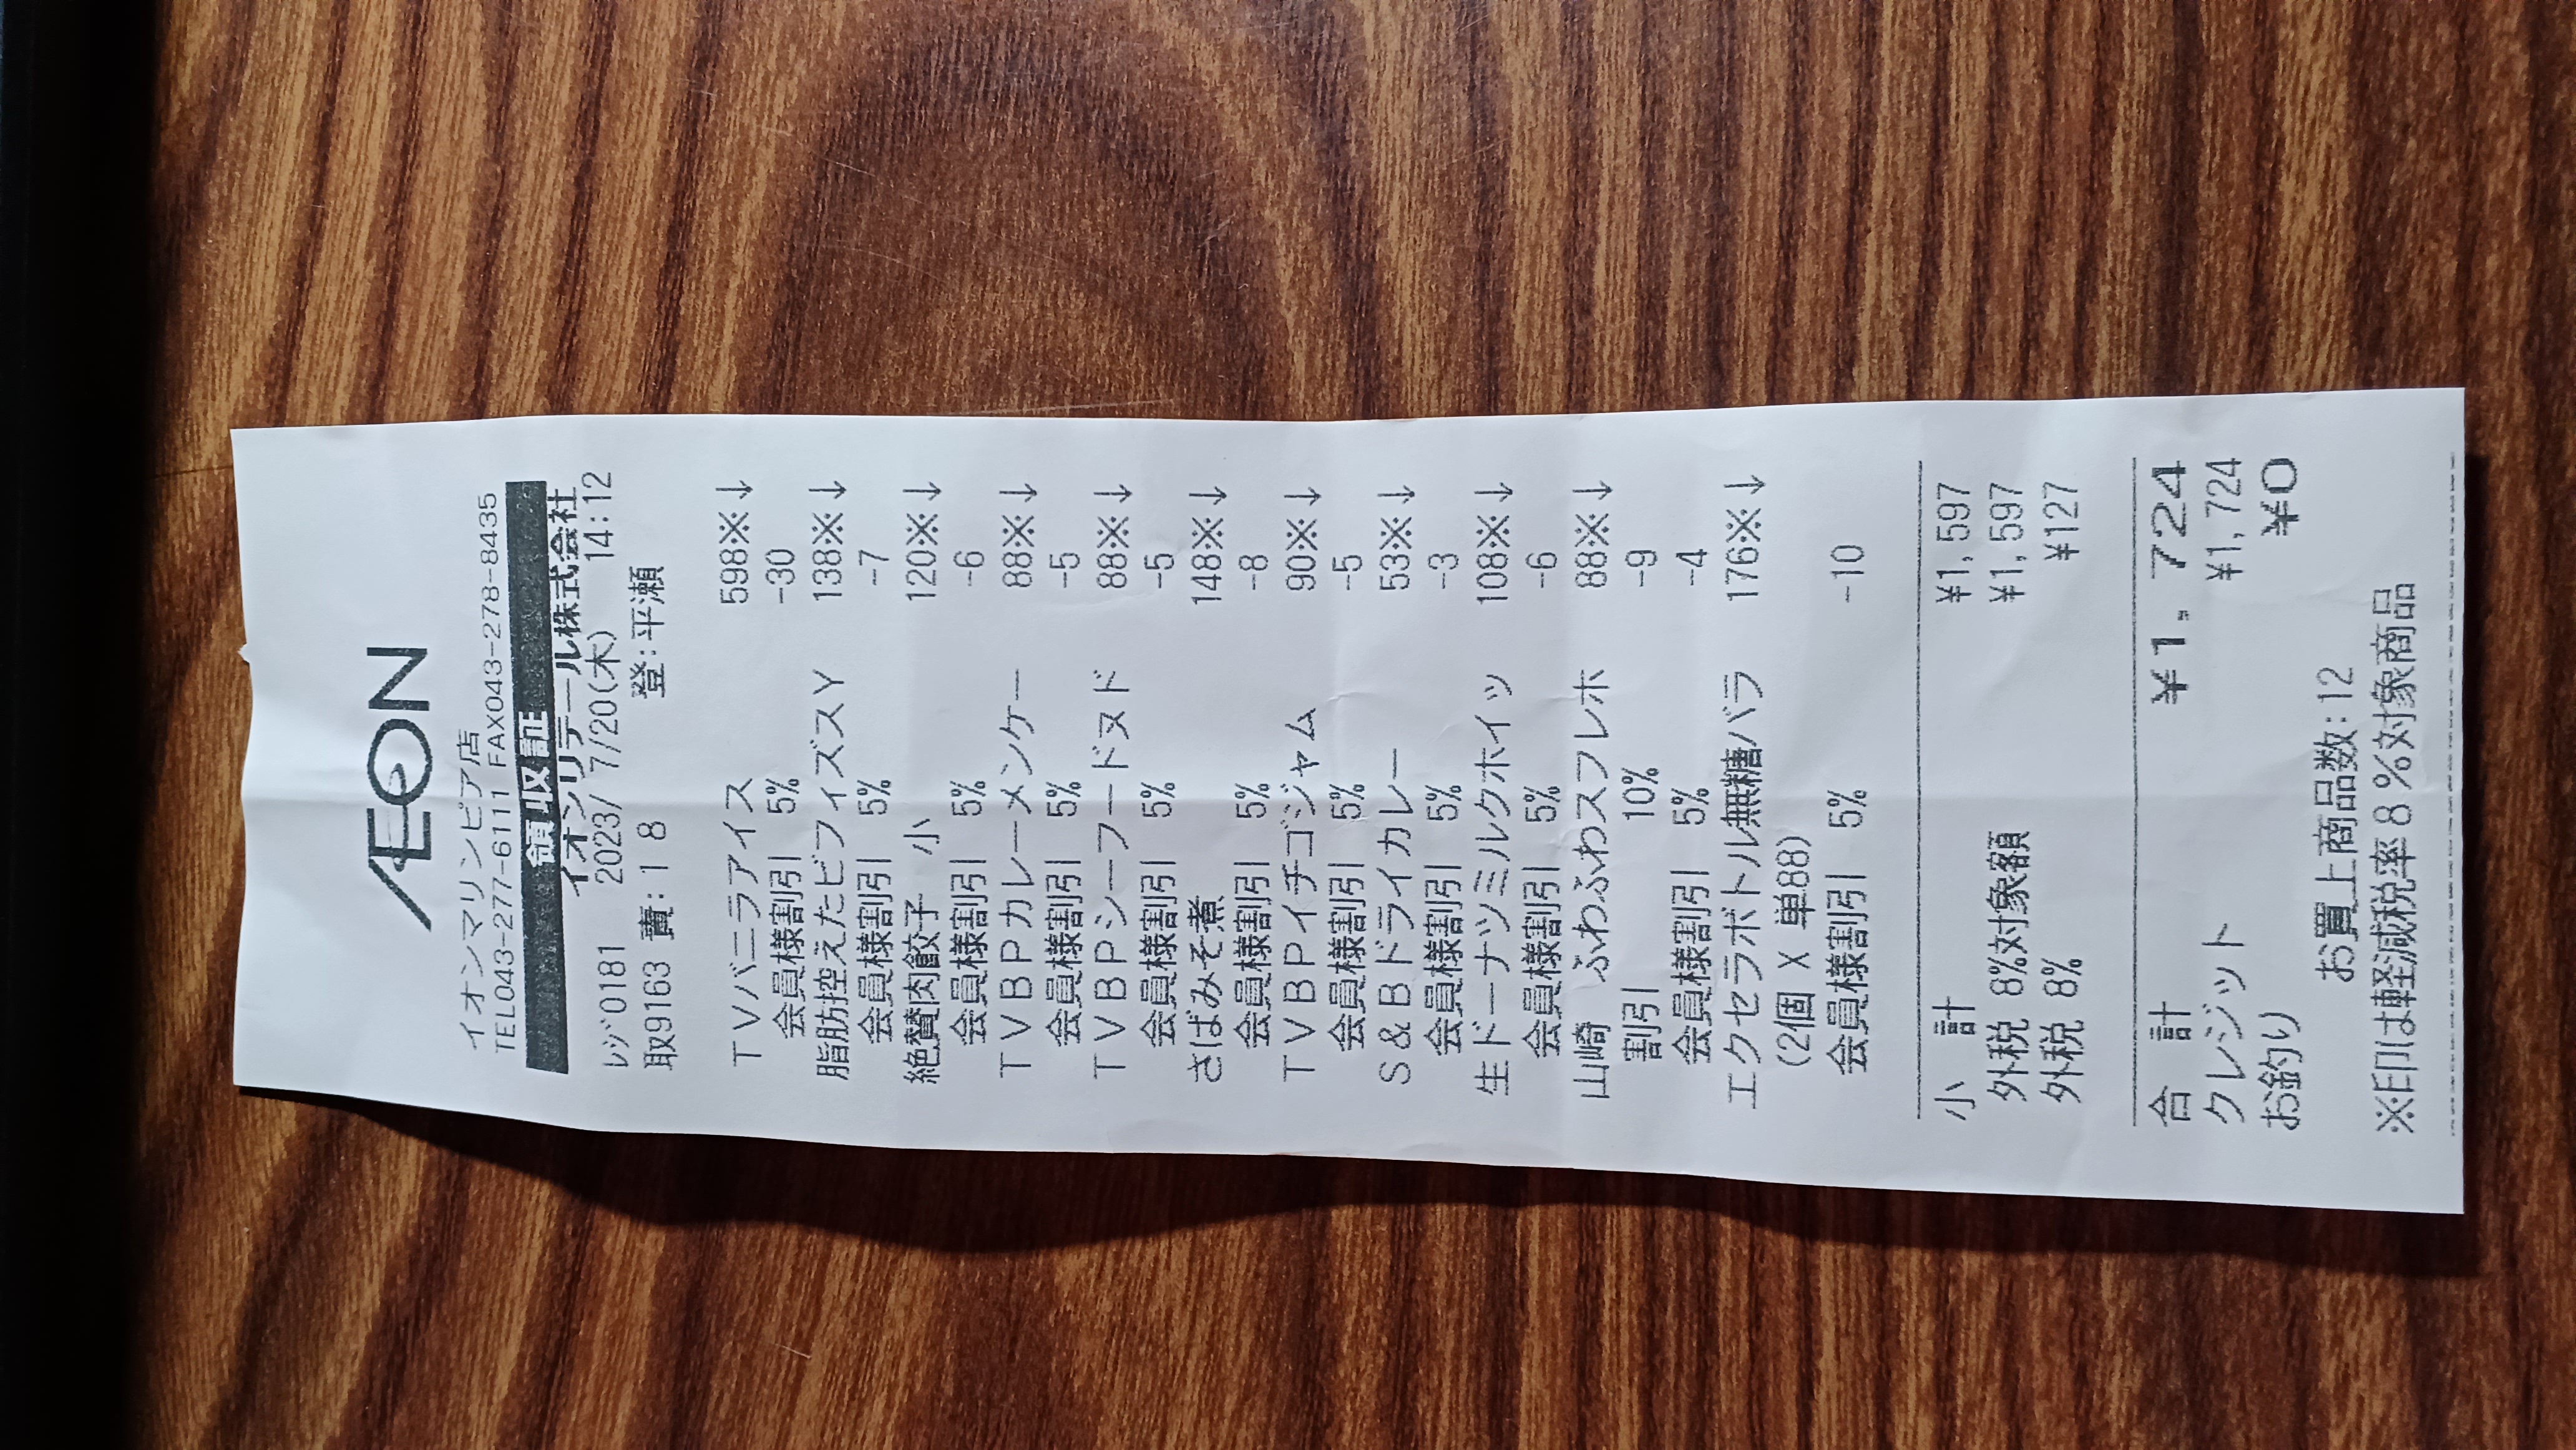 ÆON
イオンマリンピア店
TEL043-277-6111 FAX043-278-8435
領収証
イオンリテール株式会社
ﾚｼﾞ0181 2023/ 7/20(木) 14:12
取9163 責:18 登:平瀬
TVバニラアイス 598※↓
会員様割引 5% -30
脂肪控えたビフィズスY 138※↓
会員様割引 5% -7
絶賛肉餃子 小 120※↓
会員様割引 5% -6
TVBPカレーメンケー 88※↓
会員様割引 5% -5
TVBPシーフードヌド 88※↓
会員様割引 5% -5
さばみそ煮 148※↓
会員様割引 5% -8
TVBPイチゴジャム 90※↓
会員様割引 5% -5
S&Bドライカレー 53※↓
会員様割引 5% -3
生ドーナツミルクホイッ 108※↓
会員様割引 5% -6
山崎 ふわふわスフレホ 88※↓
割引 10% -9
会員様割引 5% -4
エクセラボトル無糖バラ 176※↓
(2個 X 単88)
会員様割引 5% -10
小 計 ¥1,597
外税 8%対象額 ¥1,597
外税 8% ¥127
合 計 ¥1,724
クレジット ¥1,724
お釣り ¥0
お買上商品数:12
※印は軽減税率8%対象商品